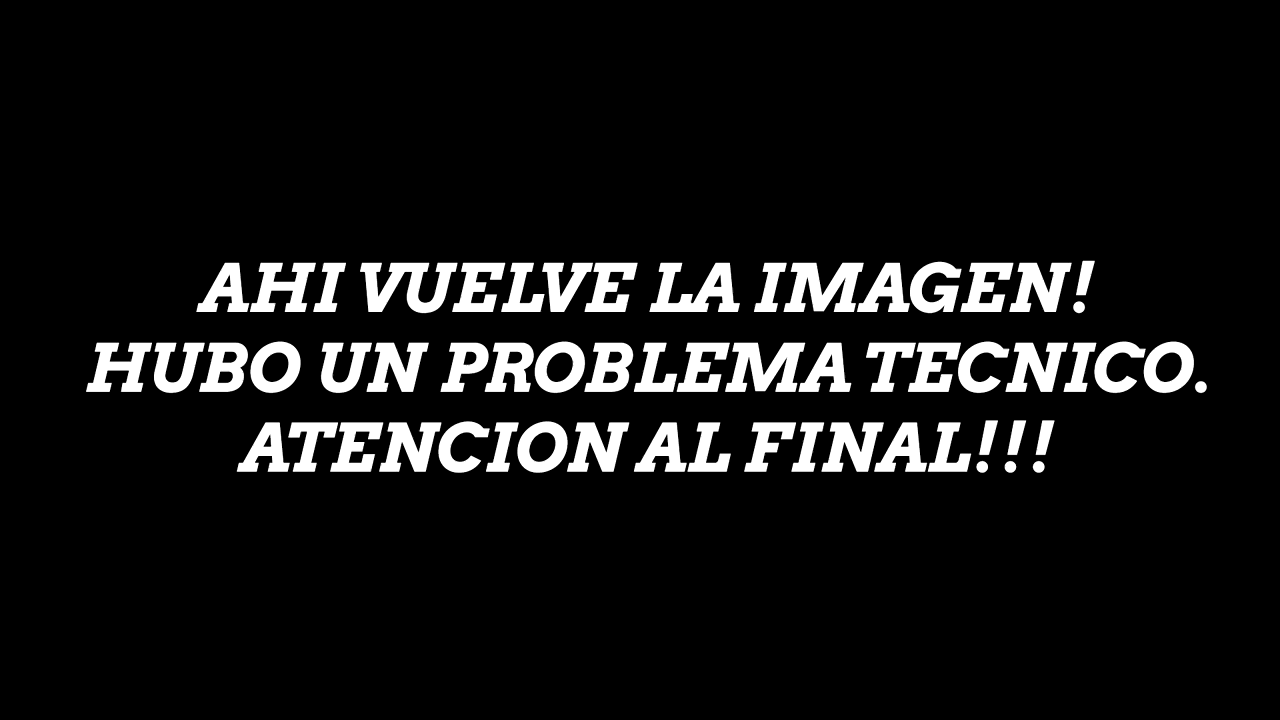 AHI VUELVE LA IMAGEN!
HUBO UN PROBLEMA TECNICO.
ATENCION AL FINAL!!!